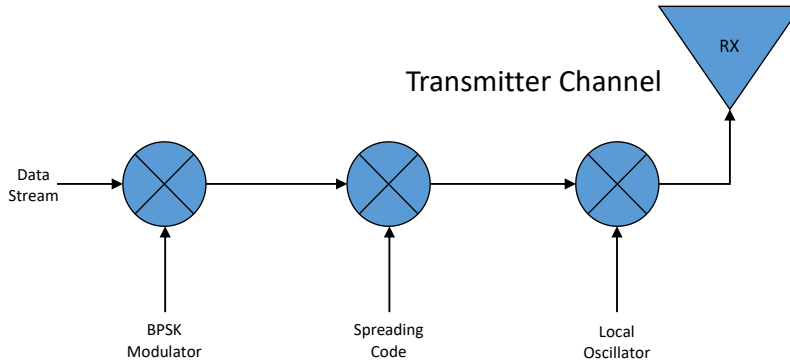 RX
Transmitter Channel
Data
Stream
BPSK
Modulator
Spreading
Code
Local
Oscillator